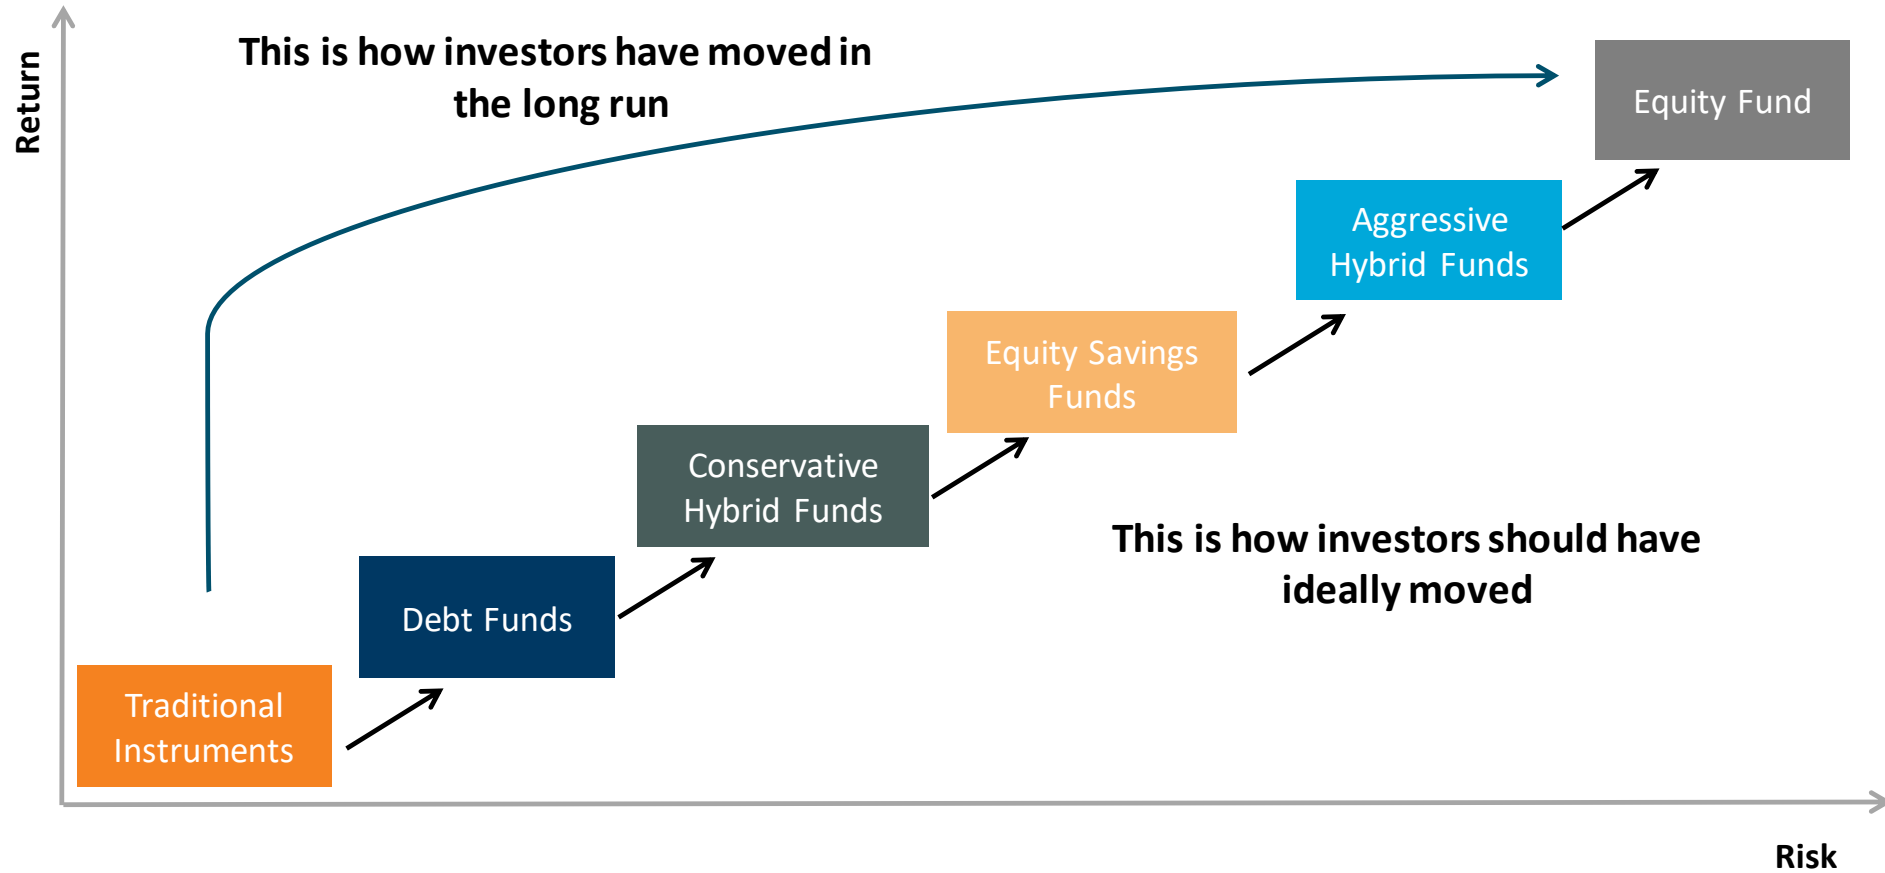 Return
This is how investors have moved in
the long run
Equity Fund
Aggressive
Hybrid Funds
Equity Savings
Funds
Conservative
Hybrid Funds
This is how investors should have
ideally moved
Debt Funds
Traditional
Instruments
Risk